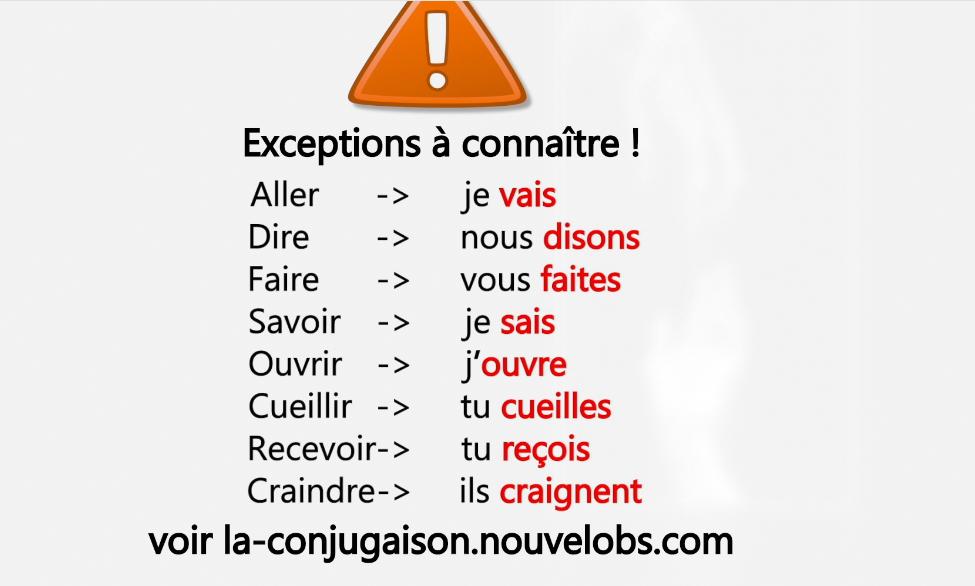 Exceptions à connaître !
Aller -> je vais
Dire -> nous disons
Faire -> vous faites
Savoir -> je sais
Ouvrir -> j’ouvre
Cueillir -> tu cueilles
Recevoir-> tu reçois
Craindre-> ils craignent
voir la-conjugaison.nouvelobs.com